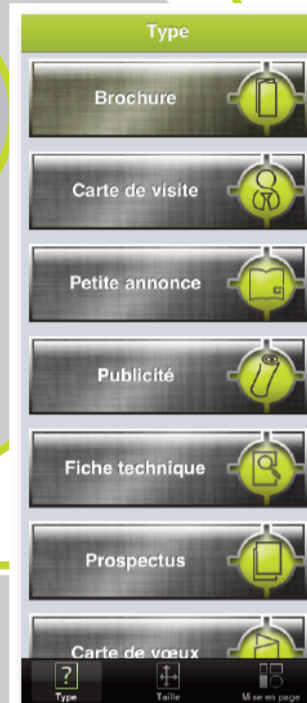 Type
Brochure
Carte de visite
Petite annonce
Publicité
Fiche technique
Prospectus
Carte de vœux
?
Type
Taille
Mise en page